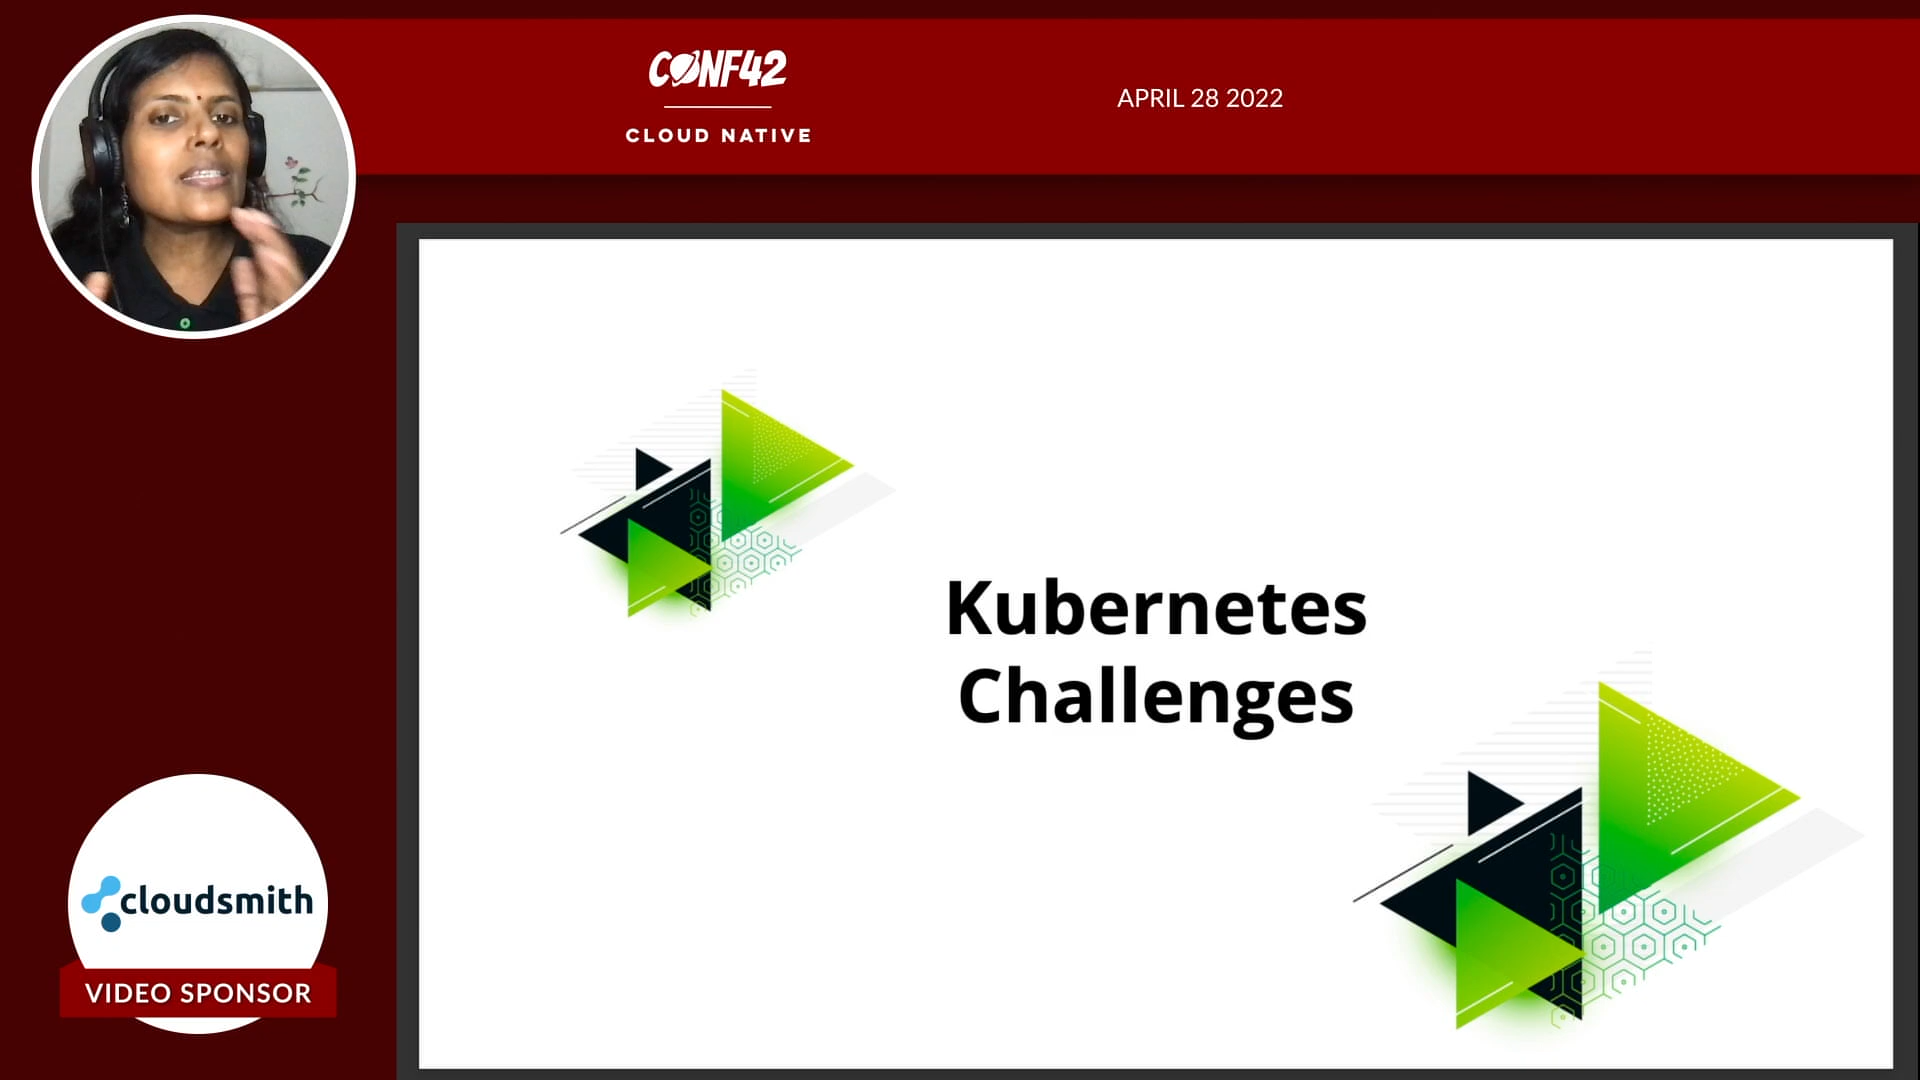 CONF42
CLOUD NATIVE
APRIL 28 2022
Kubernetes
Challenges
cloudsmith
VIDEO SPONSOR